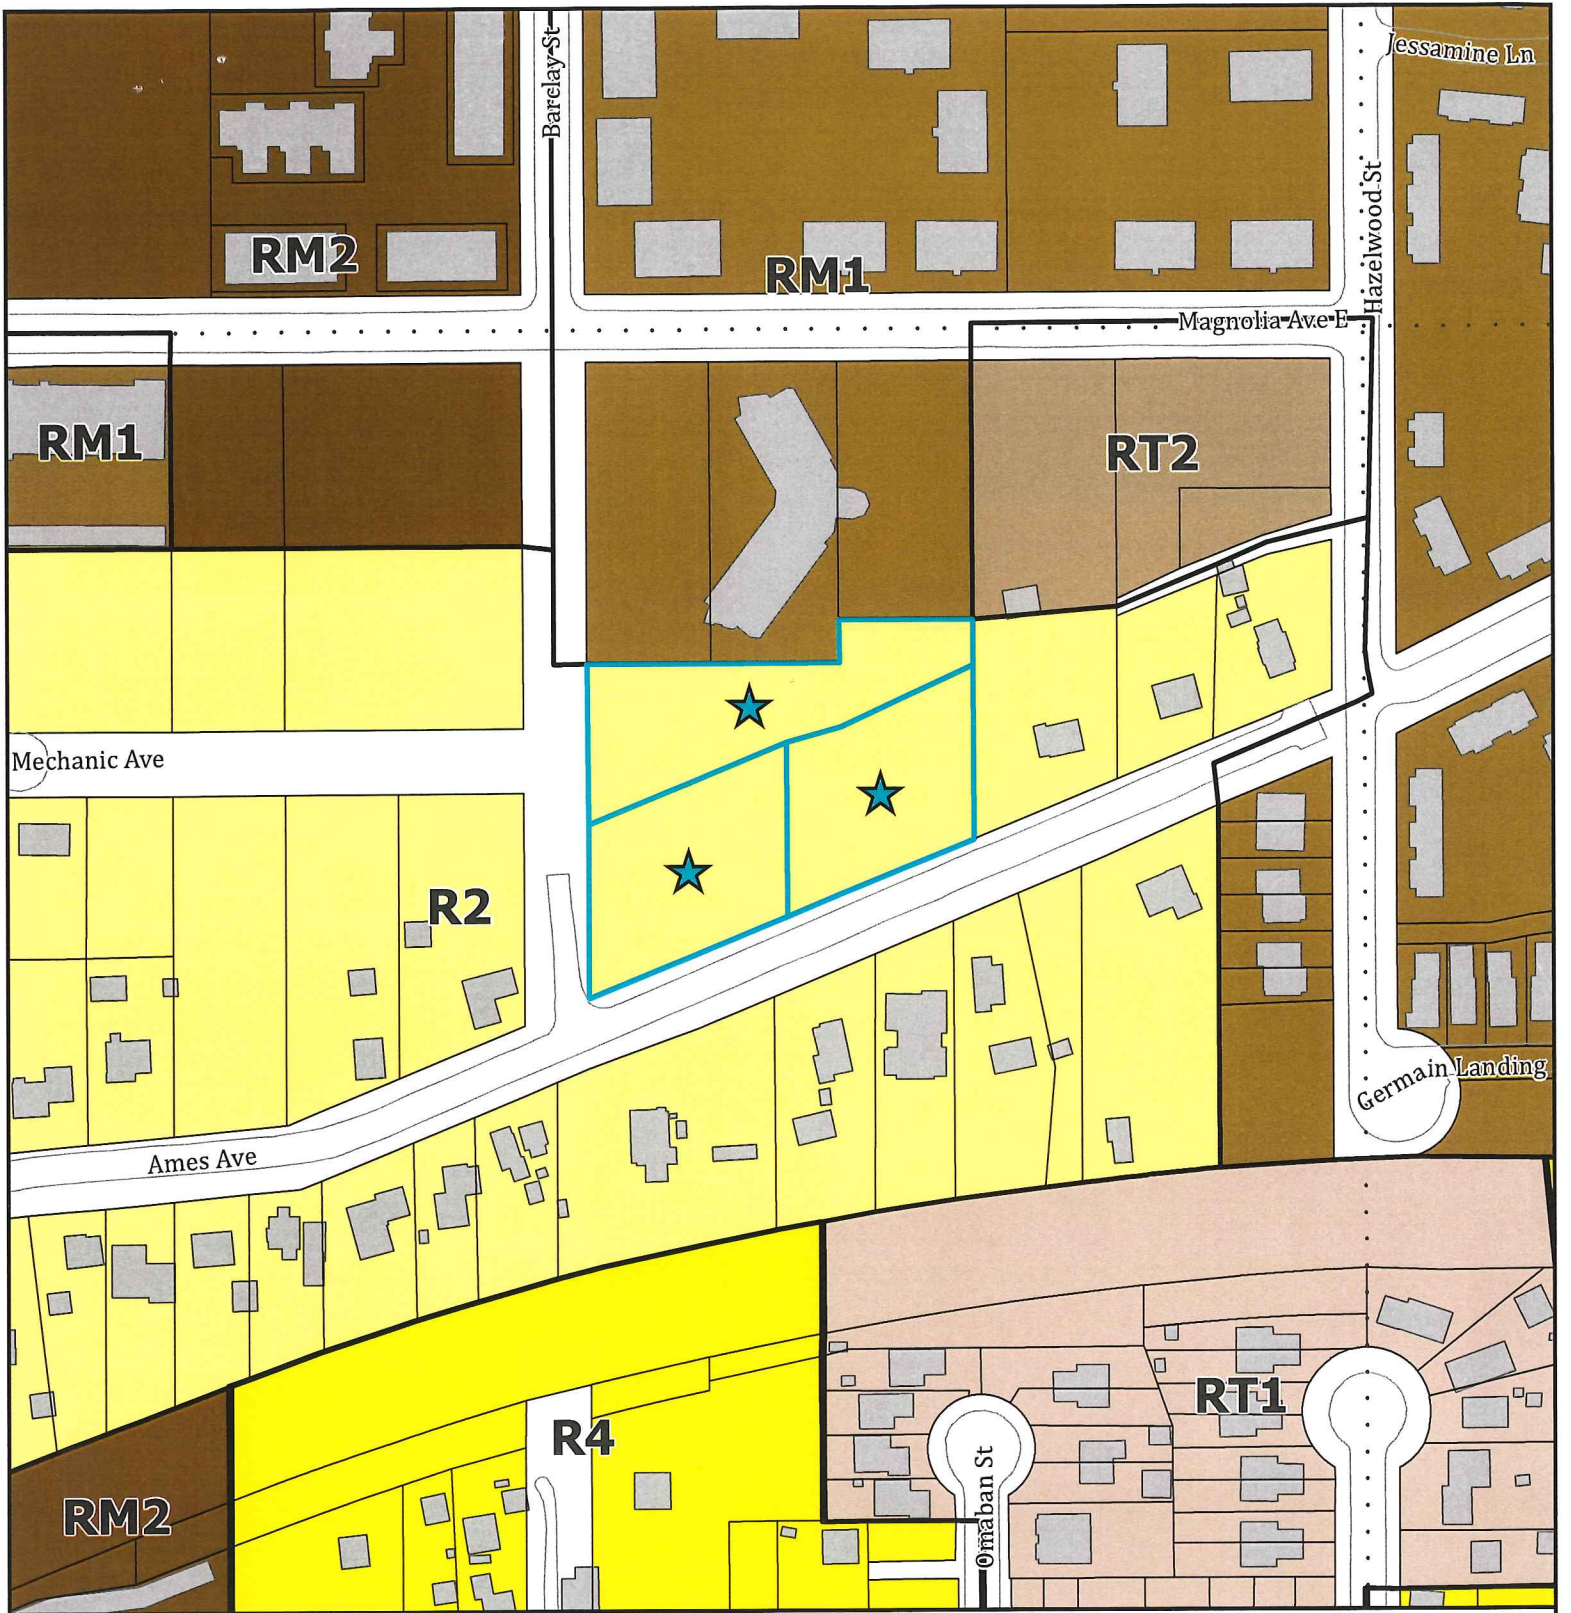 Jessamine Ln
Barclay St
Hazelwood St
RM2
RM1
Magnolia Ave E
RM1
RT2
Mechanic Ave
R2
Germain Landing
Ames Ave
RT1
R4
Omaban St
RM2